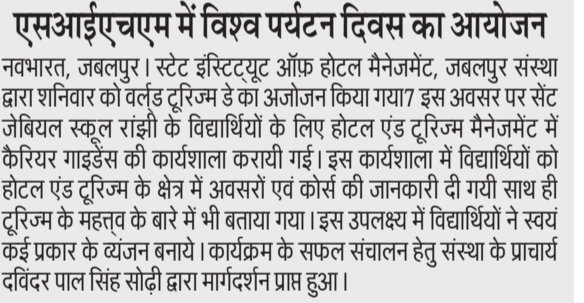 एसआईएचएम में विश्व पर्यटन दिवस का आयोजन
नवभारत, जबलपुर। स्टेट इंस्टिट्यूट ऑफ़ होटल मैनेजमेंट, जबलपुर संस्था
द्वारा शनिवार को वर्ल्ड टूरिज्म डे का अजोजन किया गया7 इस अवसर पर सेंट
जेबियल स्कूल रांझी के विद्यार्थियों के लिए होटल एंड टूरिज्म मैनेजमेंट में
कैरियर गाइडेंस की कार्यशाला करायी गई। इस कार्यशाला में विद्यार्थियों को
होटल एंड टूरिज्म के क्षेत्र में अवसरों एवं कोर्स की जानकारी दी गयी साथ ही
टूरिज्म के महत्त्व के बारे में भी बताया गया। इस उपलक्ष्य में विद्यार्थियों ने स्वयं
कई प्रकार के व्यंजन बनाये। कार्यक्रम के सफल संचालन हेतु संस्था के प्राचार्य
दविंदर पाल सिंह सोढ़ी द्वारा मार्गदर्शन प्राप्त हुआ।